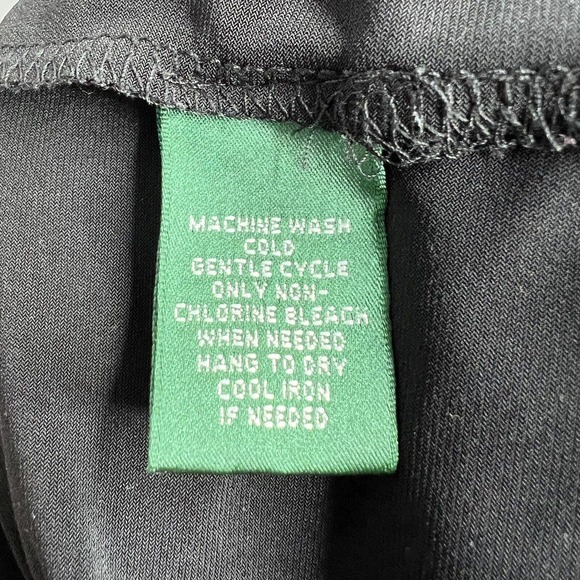 MACHINE WASH
COLD
GENTLE CYCLE
ONLY NON-
CHLORINE BLEACH
WHEN NEEDED
HANG TO DRY
COOL IRON
IF NEEDED